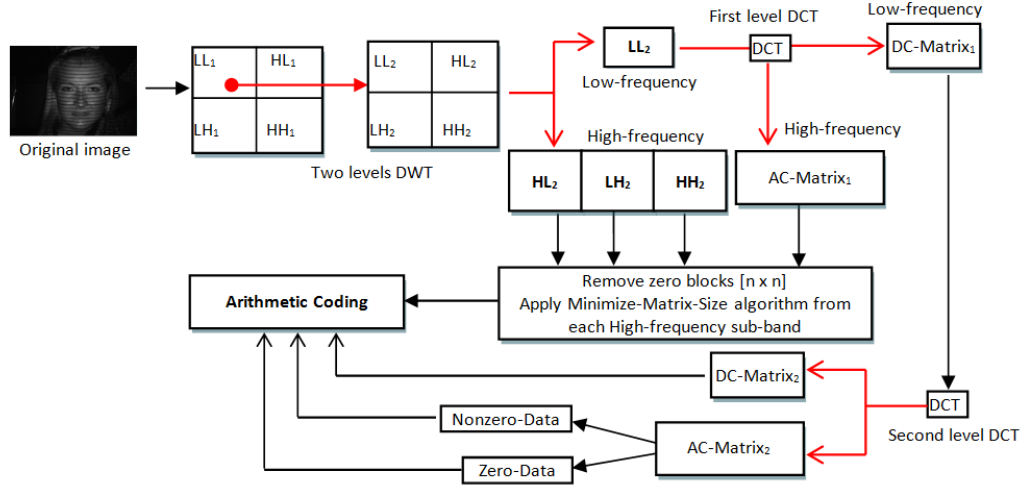 First level DCT
Low-frequency
LL₁ HL₁
LH₁ HH₁
LL₂ HL₂
LH₂ HH₂
LL₂
DCT
DC-Matrix₁
Low-frequency
Original image
Two levels DWT
High-frequency
High-frequency
HL₂ LH₂ HH₂
AC-Matrix₁
Remove zero blocks [n x n]
Apply Minimize-Matrix-Size algorithm from
each High-frequency sub-band
Arithmetic Coding
DC-Matrix₂
DCT
Second level DCT
Nonzero-Data
AC-Matrix₂
Zero-Data